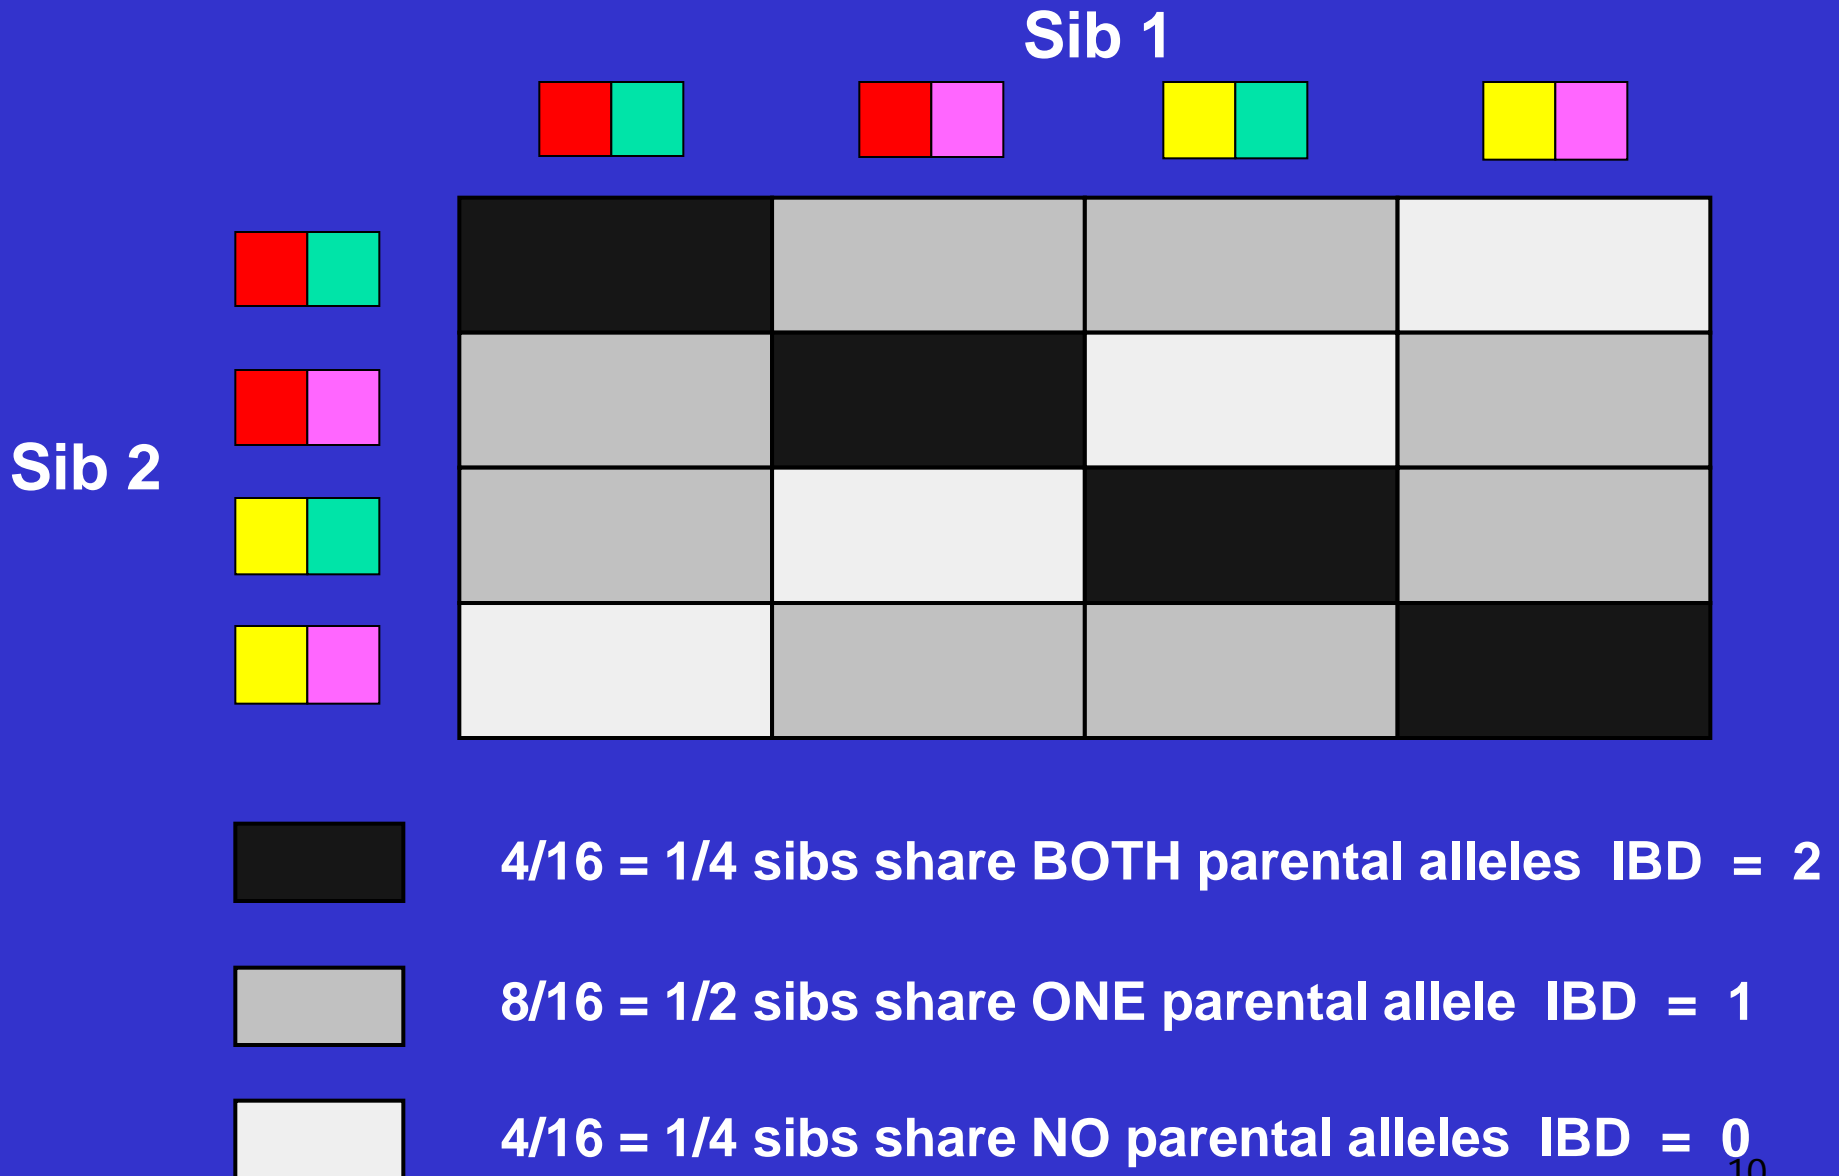 Sib 1
Sib 2
4/16 = 1/4 sibs share BOTH parental alleles IBD = 2
8/16 = 1/2 sibs share ONE parental allele IBD = 1
4/16 = 1/4 sibs share NO parental alleles IBD = 0
10